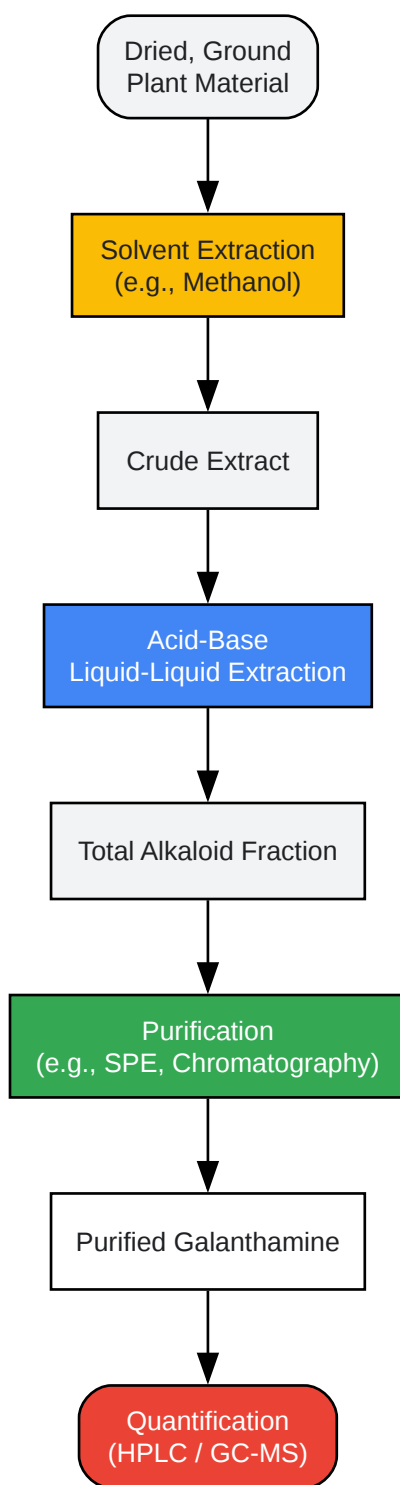 Dried, Ground
Plant Material
Solvent Extraction
(e.g., Methanol)
Crude Extract
Acid-Base
Liquid-Liquid Extraction
Total Alkaloid Fraction
Purification
(e.g., SPE, Chromatography)
Purified Galanthamine
Quantification
(HPLC / GC-MS)